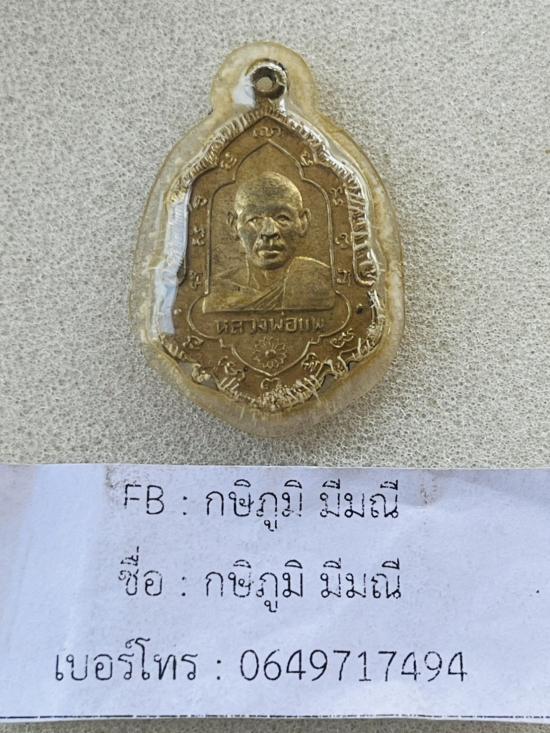 หลวงพ่อแพ
FB : กษิภูมิ มีมณี
ชื่อ : กษิภูมิ มีมณี
เบอร์โทร : 0649717494